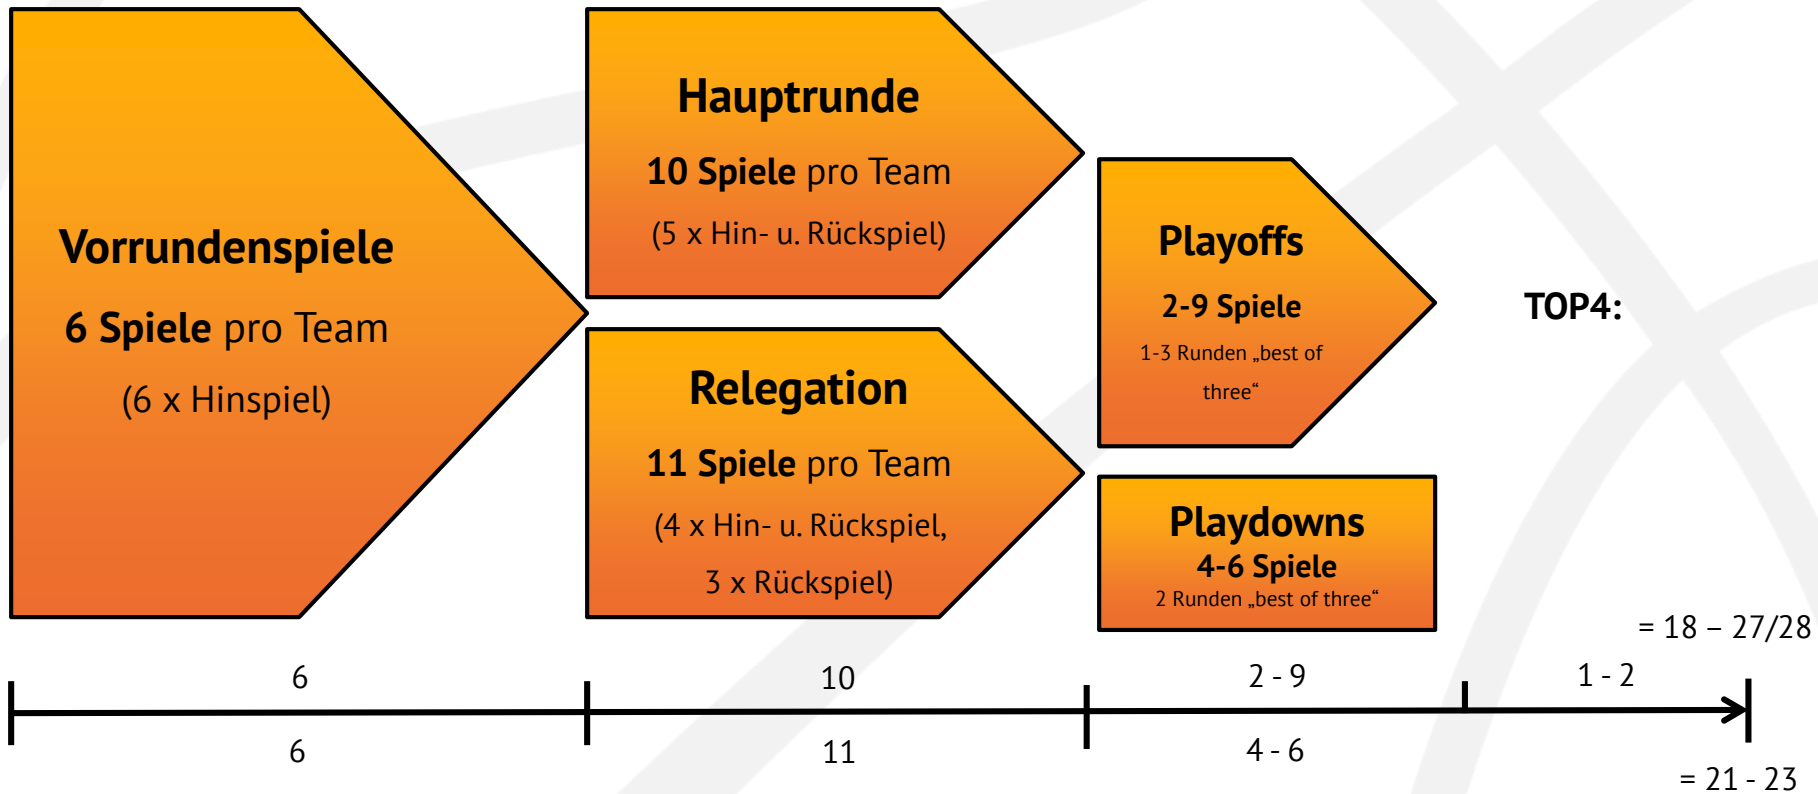 Vorrundenspiele
6 Spiele pro Team
(6 x Hinspiel)
Hauptrunde
10 Spiele pro Team
(5 x Hin- u. Rückspiel)
Relegation
11 Spiele pro Team
(4 x Hin- u. Rückspiel,
3 x Rückspiel)
Playoffs
2-9 Spiele
1-3 Runden „best of
three“
Playdowns
4-6 Spiele
2 Runden „best of three“
TOP4:
= 18 – 27/28
6 10 2 - 9 1 - 2
6 11 4 - 6
= 21 - 23